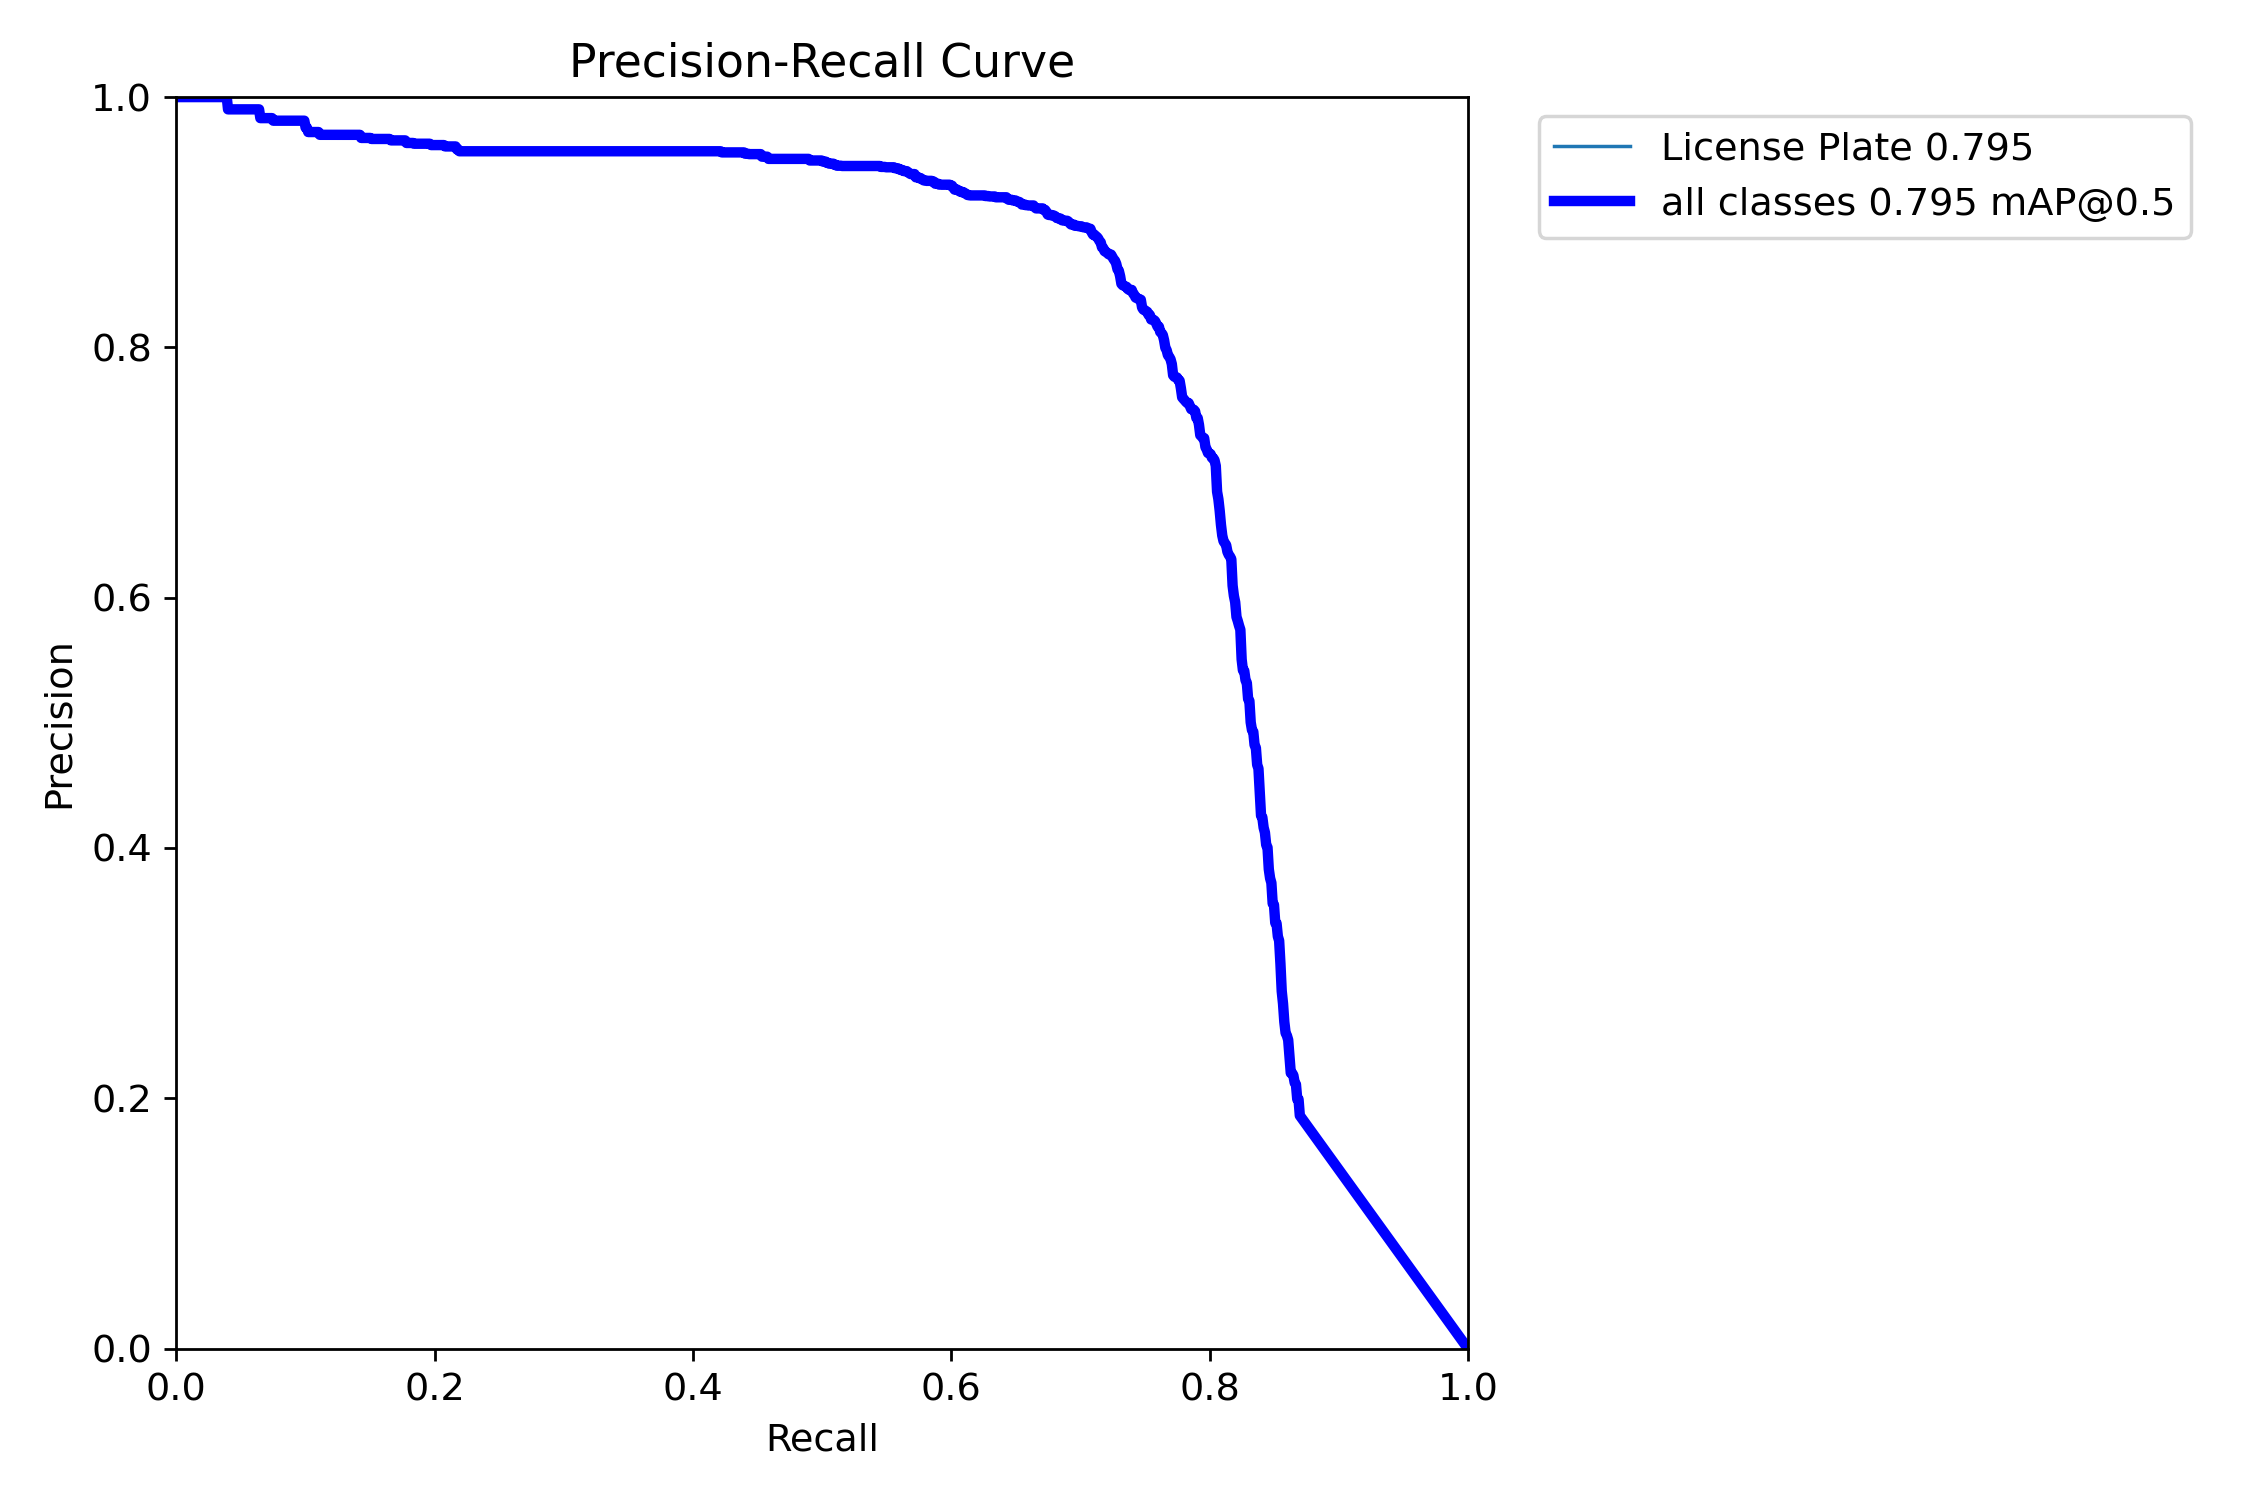 Precision-Recall Curve
License Plate 0.795
all classes 0.795 mAP@0.5
1.0
0.8
0.6
0.4
0.2
0.0
Precision
0.0 0.2 0.4 0.6 0.8 1.0
Recall